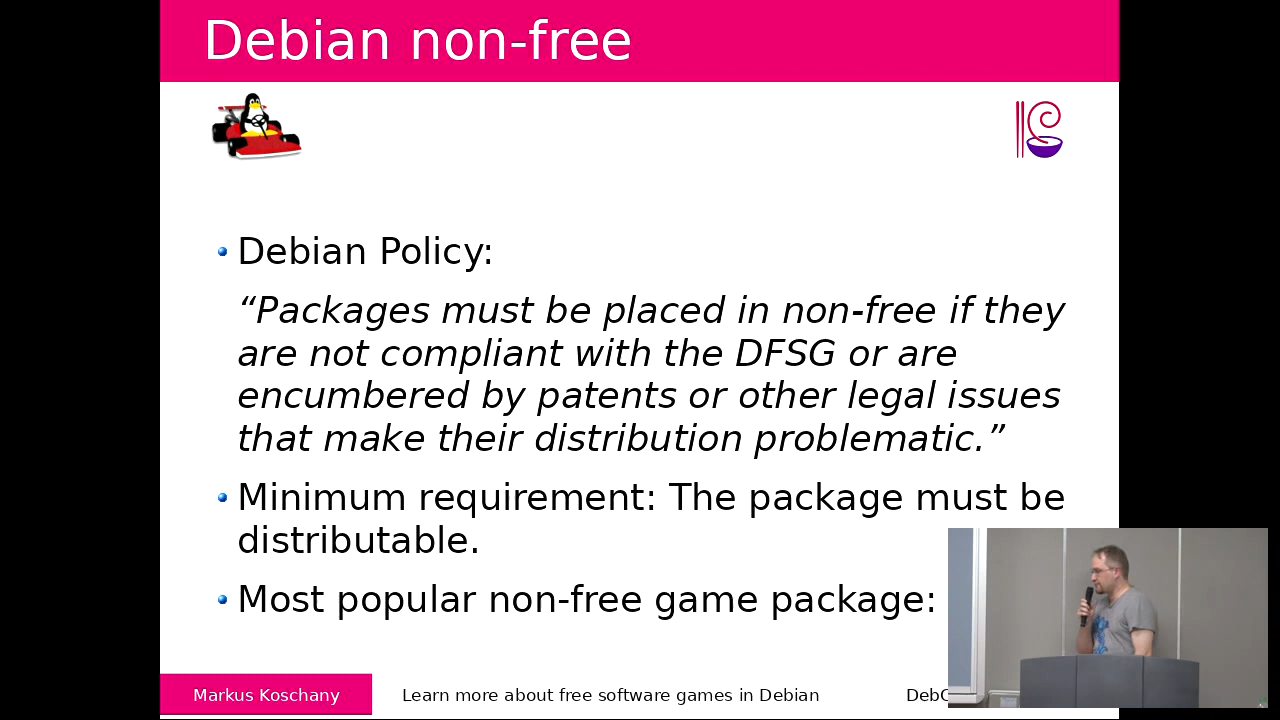 Debian non-free
Debian Policy:
“Packages must be placed in non-free if they
are not compliant with the DFSG or are
encumbered by patents or other legal issues
that make their distribution problematic.”
Minimum requirement: The package must be
distributable.
Most popular non-free game package:
Markus Koschany
Learn more about free software games in Debian